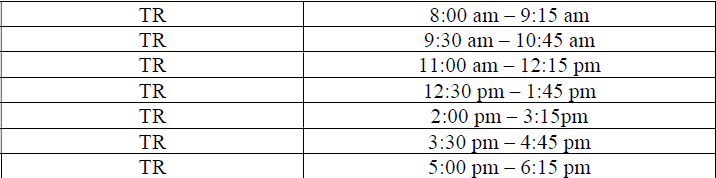 TR 8:00 am – 9:15 am
TR 9:30 am – 10:45 am
TR 11:00 am – 12:15 pm
TR 12:30 pm – 1:45 pm
TR 2:00 pm – 3:15pm
TR 3:30 pm – 4:45 pm
TR 5:00 pm – 6:15 pm